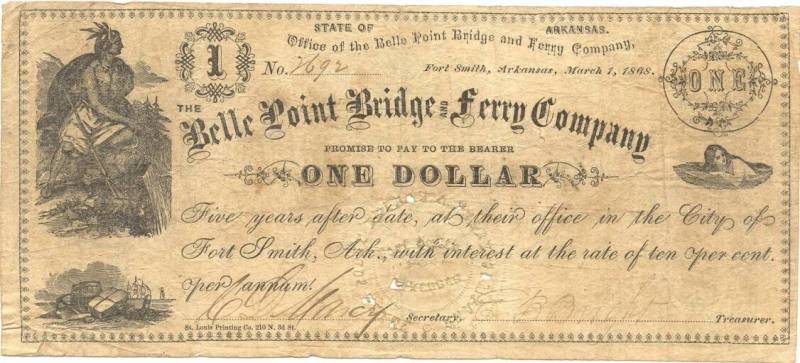 STATE OF ARKANSAS.
Office of the Belle Point Bridge and Ferry Company,
1
No. 2692
Fort Smith, Arkansas, March 1, 1868.
ONE
THE
Belle Point Bridge AND Ferry Company
PROMISE TO PAY TO THE BEARER
ONE DOLLAR
Five years after date, at their office in the City of
Fort Smith, Ark., with interest at the rate of ten per cent.
per annum.
Secretary. Treasurer.
St. Louis Printing Co. 210 N. 3d St.